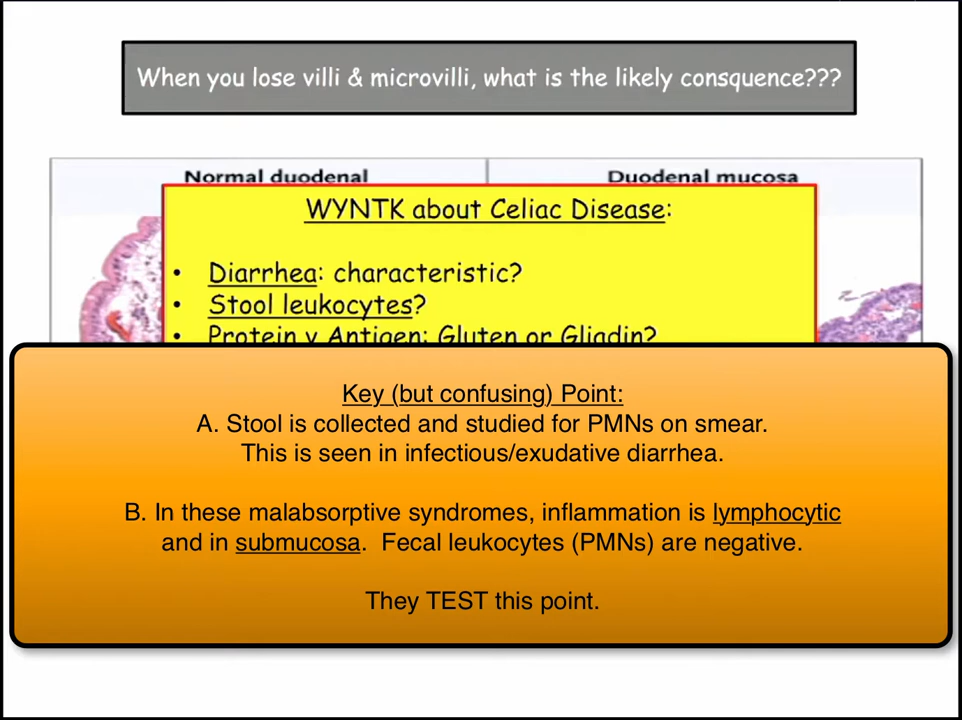 When you lose villi & microvilli, what is the likely consquence???
Normal duodenal
Duodenal mucosa
WYNTK about Celiac Disease:
• Diarrhea: characteristic?
• Stool leukocytes?
• Protein v Antigen: Gluten or Gliadin?
Key (but confusing) Point:
A. Stool is collected and studied for PMNs on smear.
This is seen in infectious/exudative diarrhea.
B. In these malabsorptive syndromes, inflammation is lymphocytic
and in submucosa. Fecal leukocytes (PMNs) are negative.
They TEST this point.